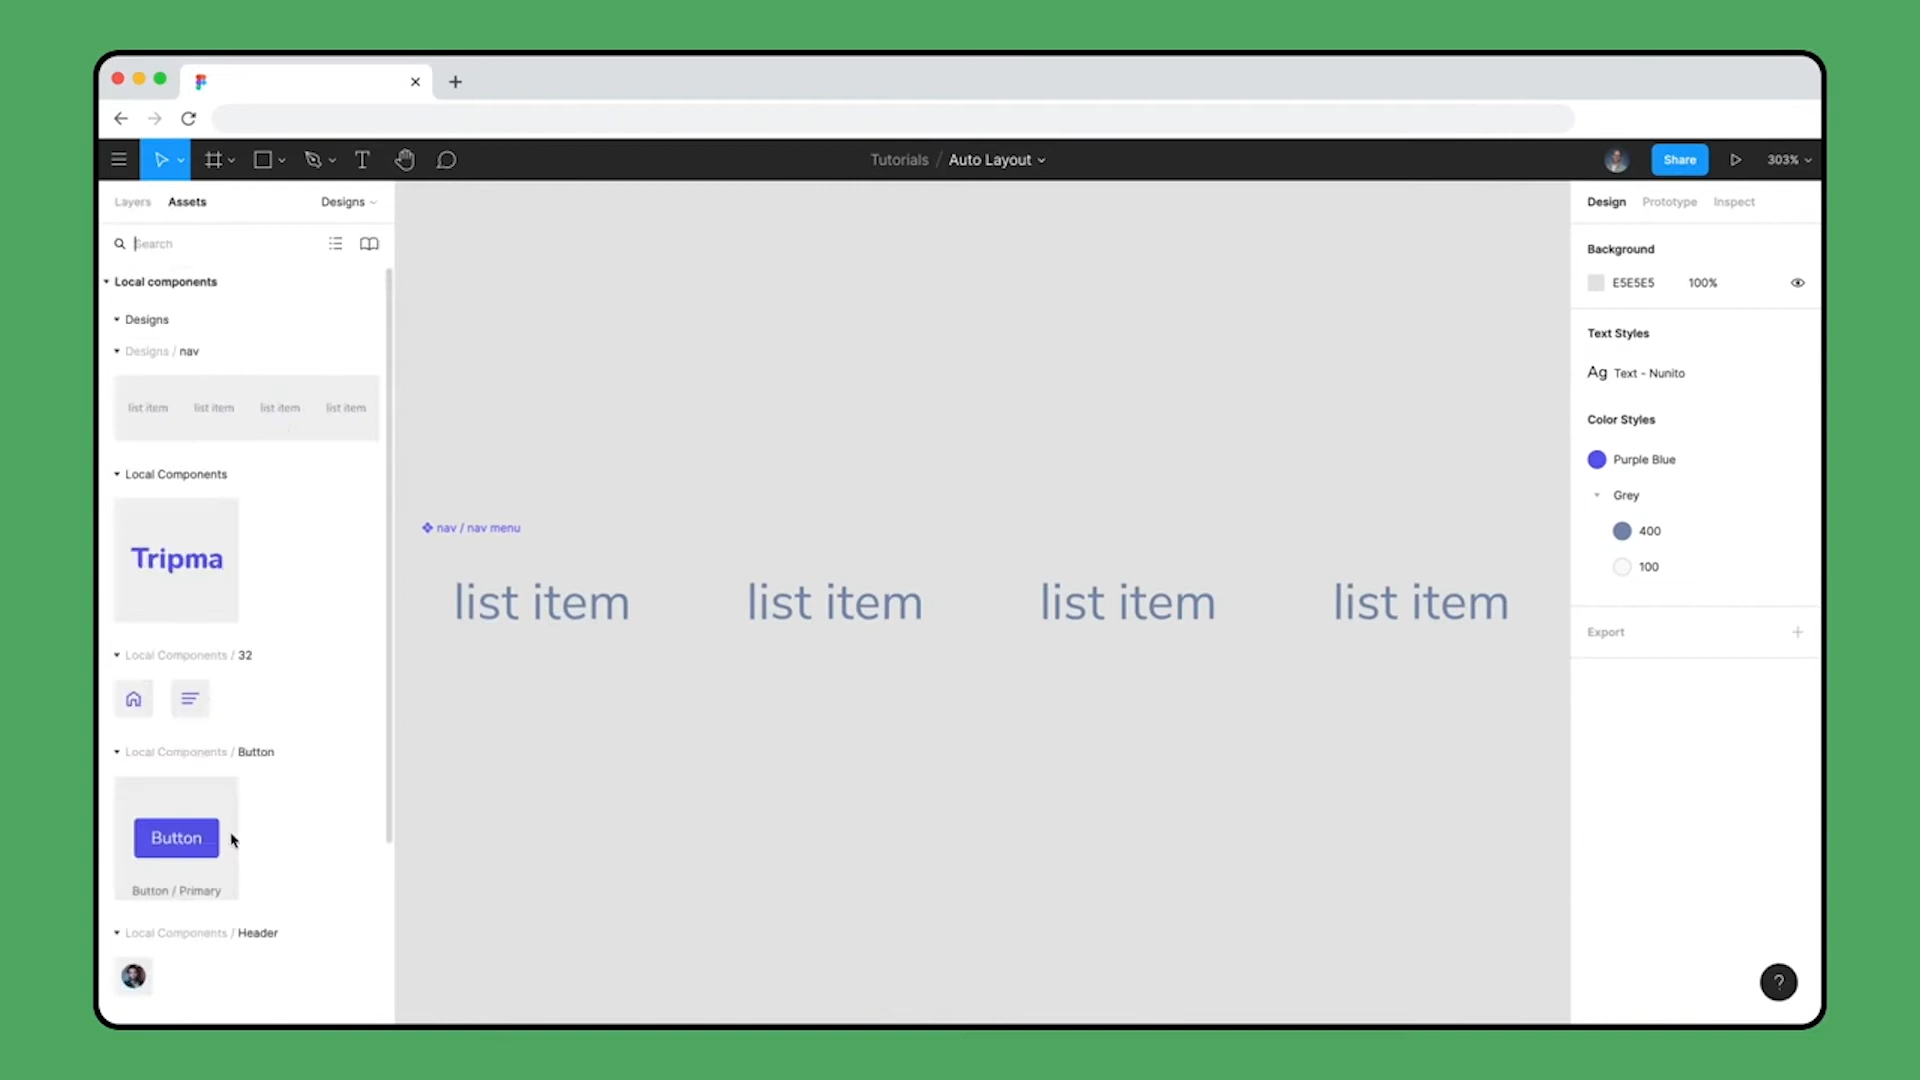 Tutorials / Auto Layout
Share
303%
Layers Assets Designs
Search
Local components
Designs
Designs / nav
list item list item list item list item
Local Components
Tripma
Local Components / 32
Local Components / Button
Button
Button / Primary
Local Components / Header
nav / nav menu
list item list item list item list item
Design Prototype Inspect
Background
E5E5E5 100%
Text Styles
Ag Text - Nunito
Color Styles
Purple Blue
Grey
400
100
Export
?